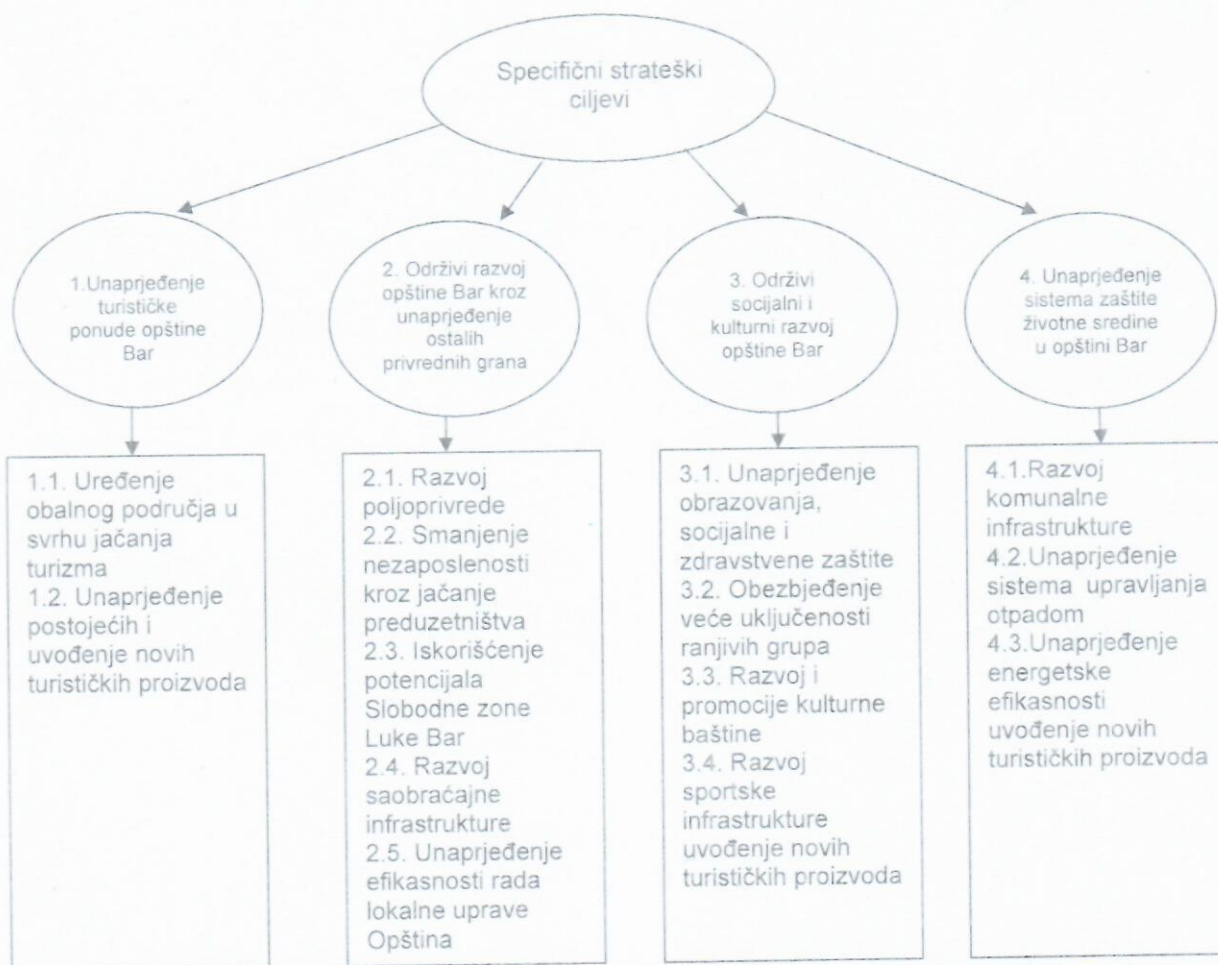 Specifični strateški
ciljevi
1.Unaprjeđenje
turističke
ponude opštine
Bar
2. Održivi razvoj
opštine Bar kroz
unaprjeđenje
ostalih
privrednih grana
3. Održivi
socijalni i
kulturni razvoj
opštine Bar
4. Unaprjeđenje
sistema zaštite
životne sredine
u opštini Bar
1.1. Uređenje
obalnog područja u
svrhu jačanja
turizma
1.2. Unaprjeđenje
postojećih i
uvođenje novih
turističkih proizvoda
2.1. Razvoj
poljoprivrede
2.2. Smanjenje
nezaposlenosti
kroz jačanje
preduzetništva
2.3. Iskorišćenje
potencijala
Slobodne zone
Luke Bar
2.4. Razvoj
saobraćajne
infrastrukture
2.5. Unaprjeđenje
efikasnosti rada
lokalne uprave
Opština
3.1. Unaprjeđenje
obrazovanja,
socijalne i
zdravstvene zaštite
3.2. Obezbjeđenje
veće uključenosti
ranjivih grupa
3.3. Razvoj i
promocije kulturne
baštine
3.4. Razvoj
sportske
infrastrukture
uvođenje novih
turističkih proizvoda
4.1.Razvoj
komunalne
infrastrukture
4.2.Unaprjeđenje
sistema upravljanja
otpadom
4.3.Unaprjeđenje
energetske
efikasnosti
uvođenje novih
turističkih proizvoda